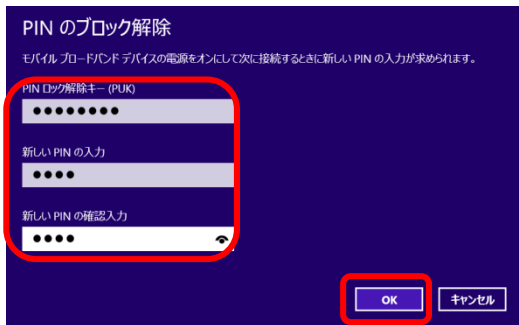 PIN のブロック解除
モバイル ブロードバンド デバイスの電源をオンにして次に接続するときに新しい PIN の入力が求められます。
PIN ロック解除キー (PUK)
●●●●●●●●
新しい PIN の入力
●●●●
新しい PIN の確認入力
●●●●
OK キャンセル